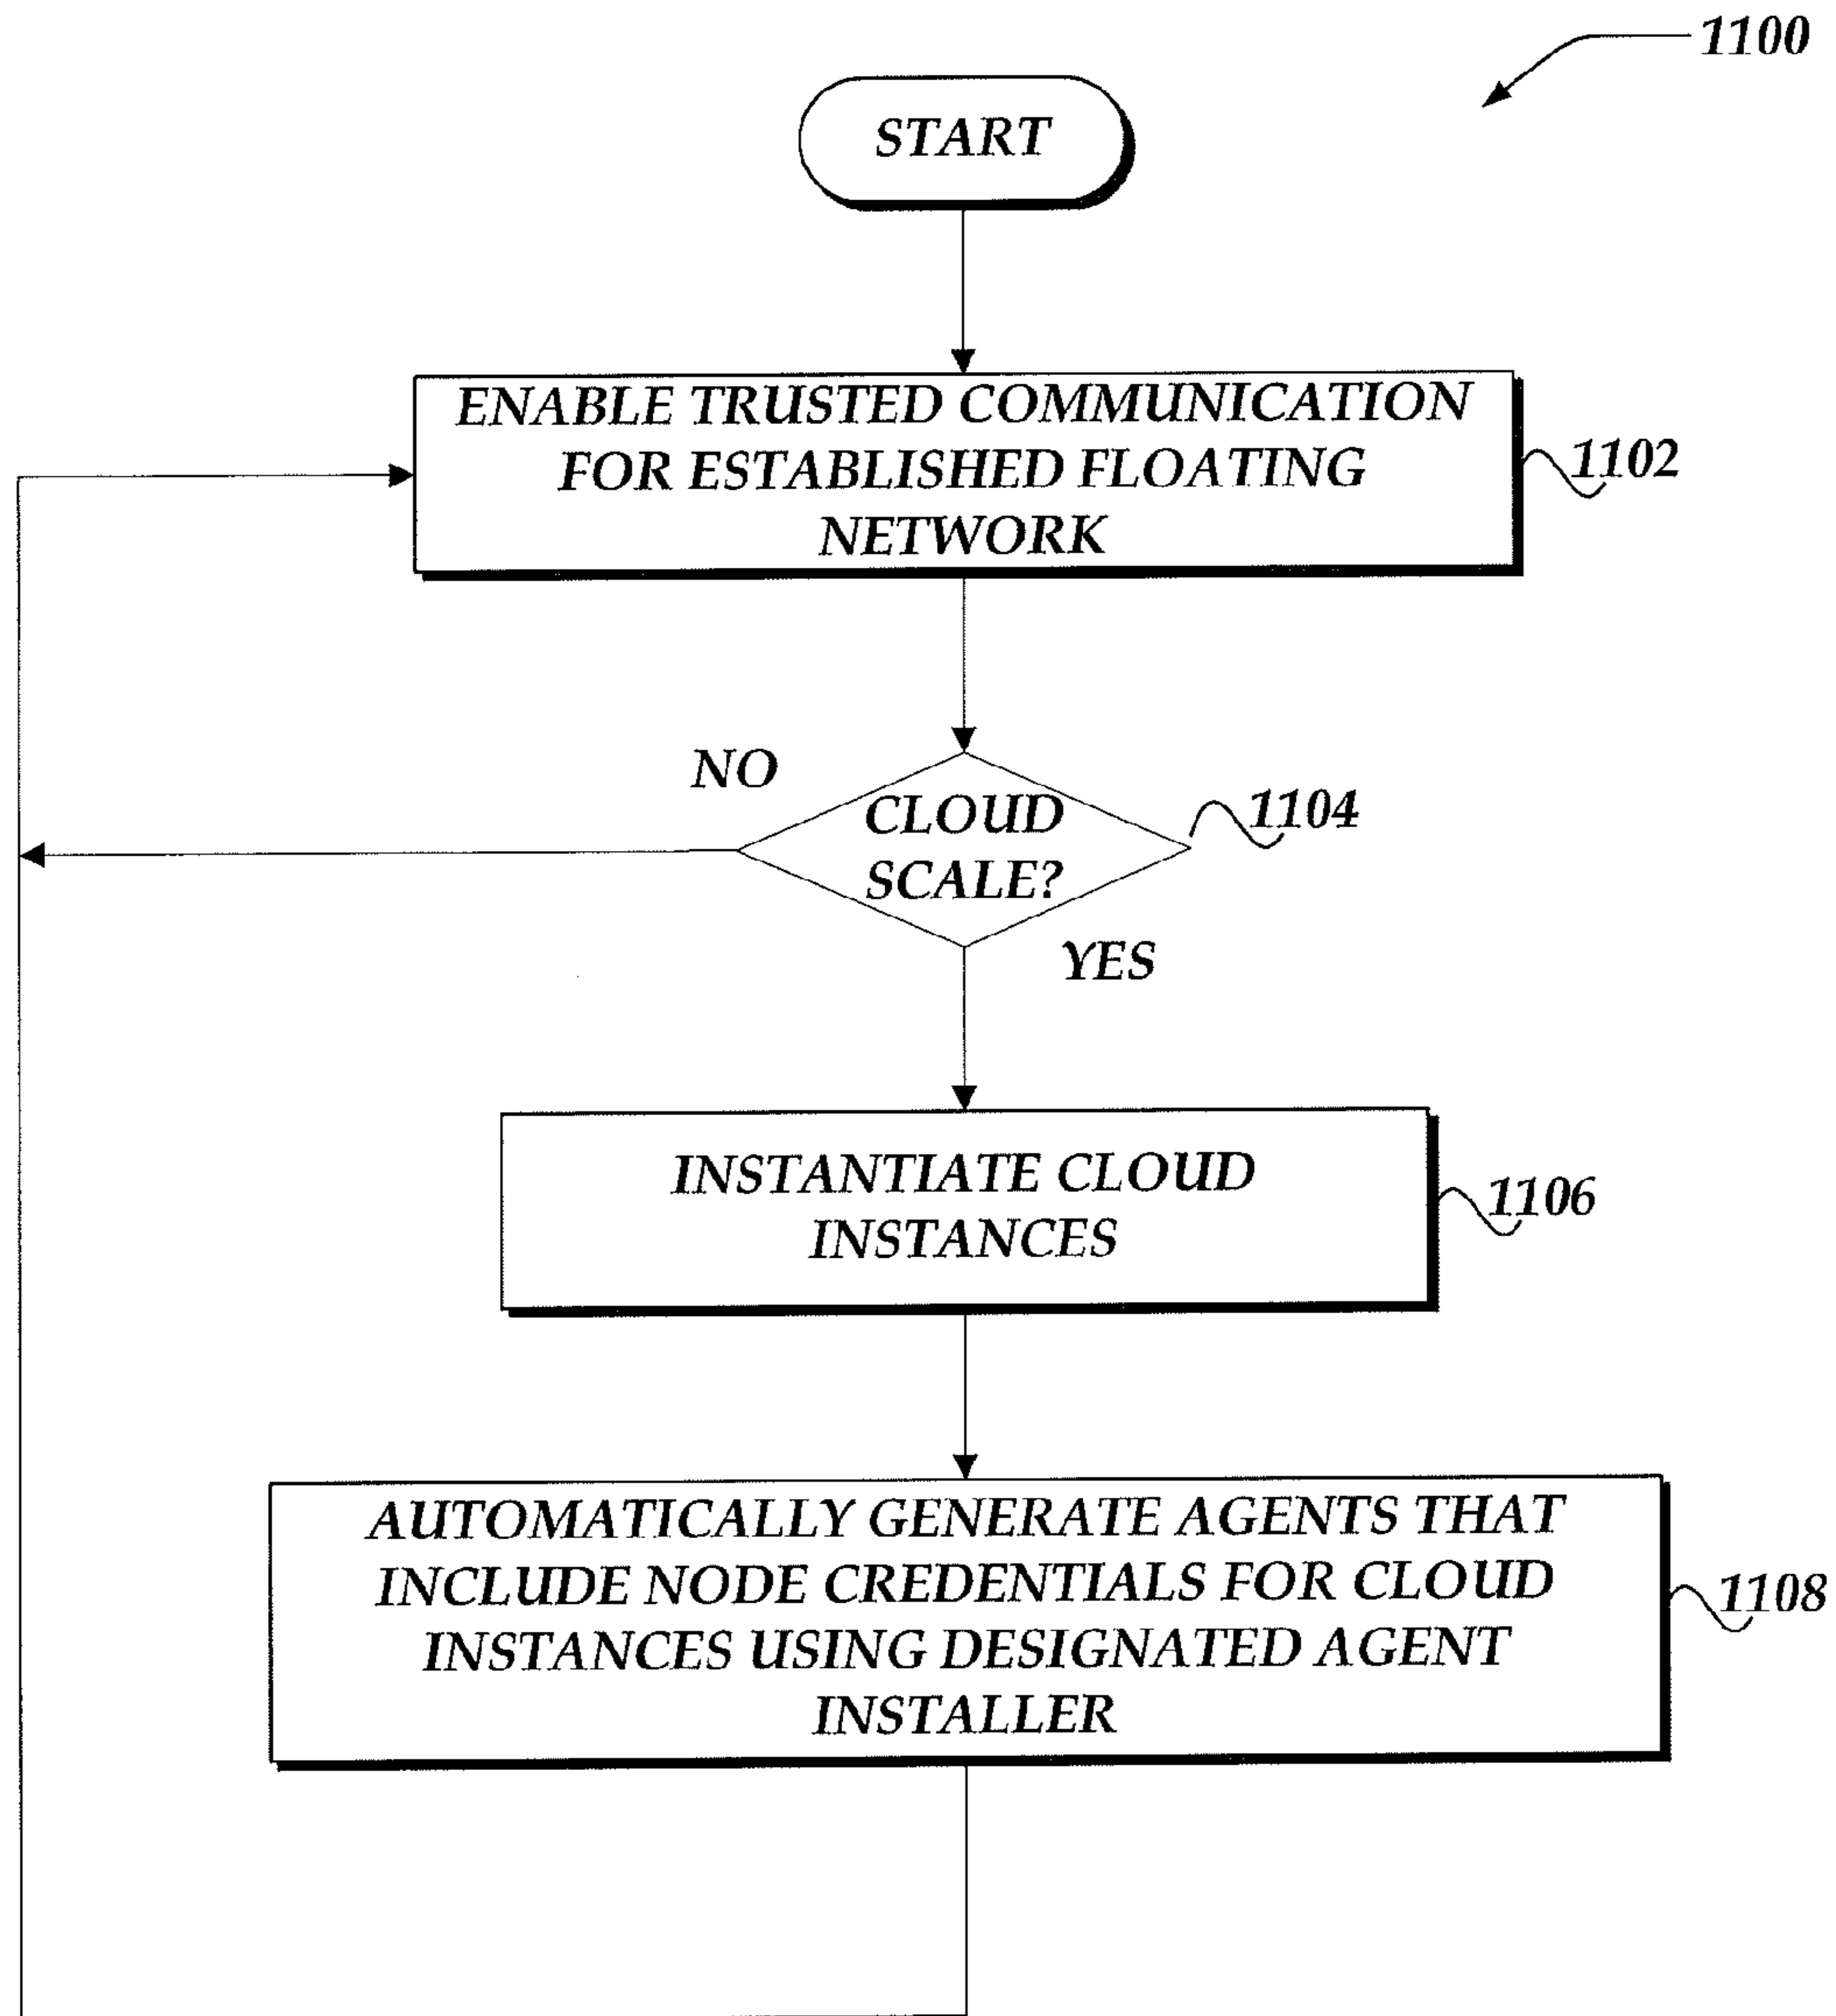 1100
START
ENABLE TRUSTED COMMUNICATION
FOR ESTABLISHED FLOATING
NETWORK
1102
NO
CLOUD
SCALE?
1104
YES
INSTANTIATE CLOUD
INSTANCES
1106
AUTOMATICALLY GENERATE AGENTS THAT
INCLUDE NODE CREDENTIALS FOR CLOUD
INSTANCES USING DESIGNATED AGENT
INSTALLER
1108